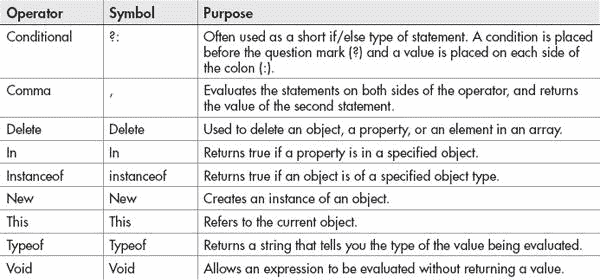 Operator Symbol Purpose
Conditional ?: Often used as a short if/else type of statement. A condition is placed
before the question mark (?) and a value is placed on each side of
the colon (:).
Comma , Evaluates the statements on both sides of the operator, and returns
the value of the second statement.
Delete Delete Used to delete an object, a property, or an element in an array.
In In Returns true if a property is in a specified object.
Instanceof instanceof Returns true if an object is of a specified object type.
New New Creates an instance of an object.
This This Refers to the current object.
Typeof Typeof Returns a string that tells you the type of the value being evaluated.
Void Void Allows an expression to be evaluated without returning a value.